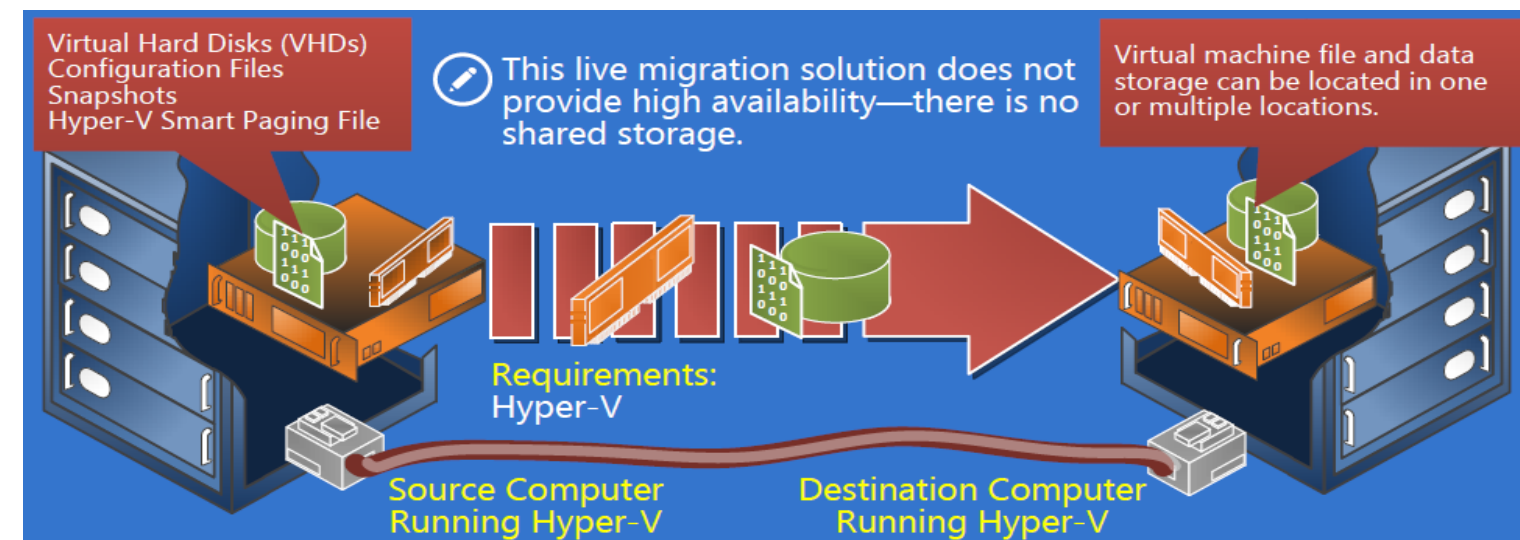 Virtual Hard Disks (VHDs)
Configuration Files
Snapshots
Hyper-V Smart Paging File
This live migration solution does not
provide high availability—there is no
shared storage.
Virtual machine file and data
storage can be located in one
or multiple locations.
Requirements:
Hyper-V
Source Computer
Running Hyper-V
Destination Computer
Running Hyper-V